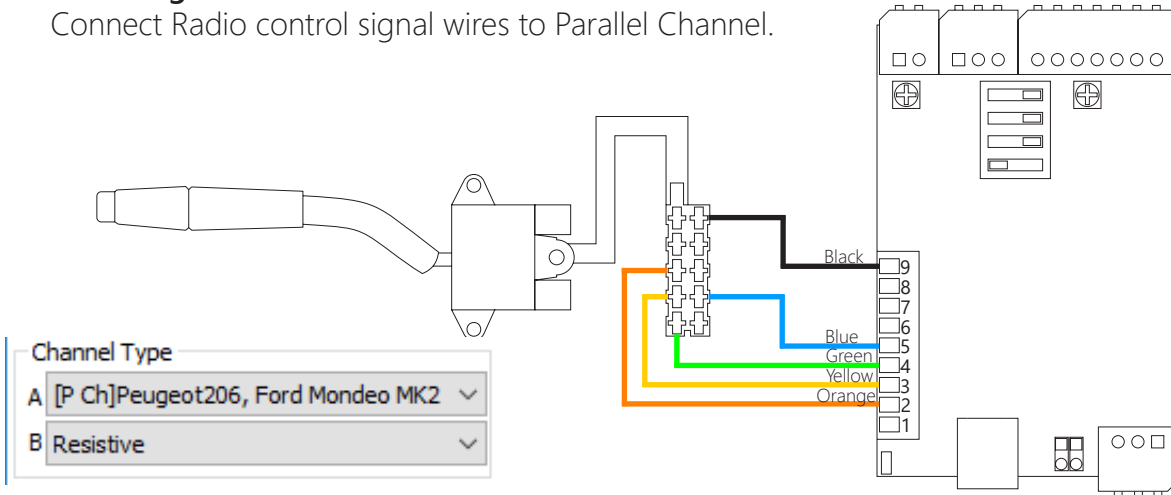 Connect Radio control signal wires to Parallel Channel.
Black
9
8
7
6
Blue
5
Green
4
Yellow
3
Orange
2
1
Channel Type
A [P Ch]Peugeot206, Ford Mondeo MK2
B Resistive